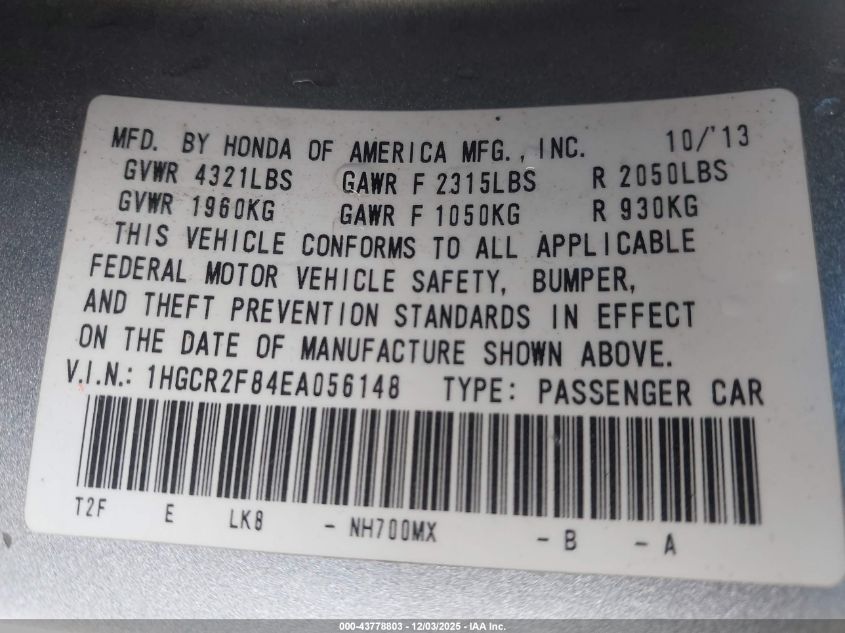 MFD. BY HONDA OF AMERICA MFG., INC. 10/'13
GVWR 4321LBS GAWR F 2315LBS R 2050LBS
GVWR 1960KG GAWR F 1050KG R 930KG
THIS VEHICLE CONFORMS TO ALL APPLICABLE
FEDERAL MOTOR VEHICLE SAFETY, BUMPER,
AND THEFT PREVENTION STANDARDS IN EFFECT
ON THE DATE OF MANUFACTURE SHOWN ABOVE.
V.I.N.: 1HGCR2F84EA056148 TYPE: PASSENGER CAR
T2F E LK8 - NH700MX - B - A
000-43778803 - 12/03/2025 - IAA Inc.